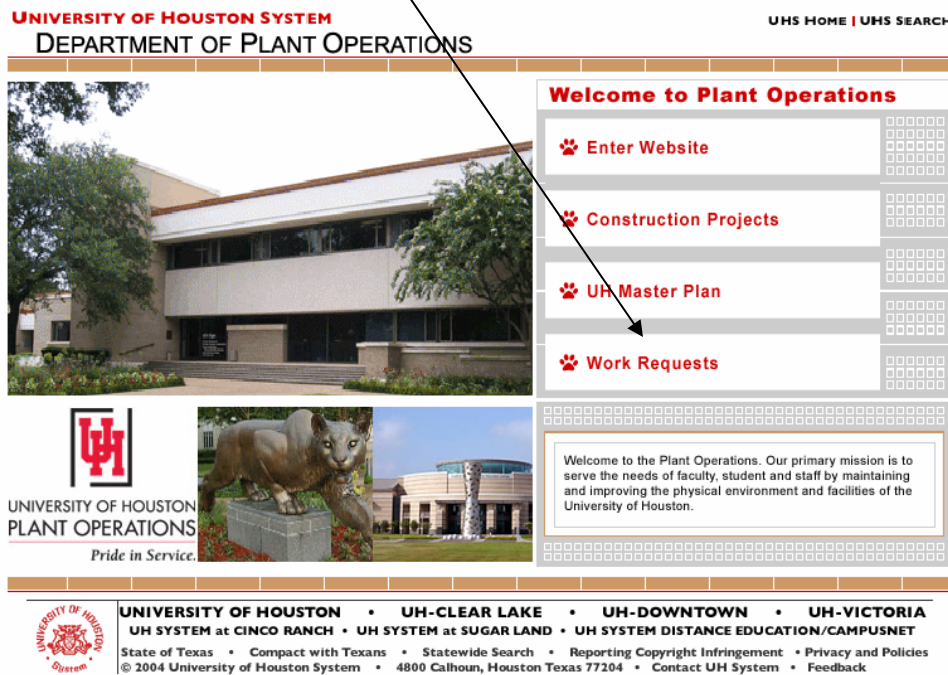 UNIVERSITY OF HOUSTON SYSTEM
UHS HOME | UHS SEARCH
DEPARTMENT OF PLANT OPERATIONS
Welcome to Plant Operations
Enter Website
Construction Projects
UH Master Plan
Work Requests
Welcome to the Plant Operations. Our primary mission is to
serve the needs of faculty, student and staff by maintaining
and improving the physical environment and facilities of the
University of Houston.
UH
UNIVERSITY OF HOUSTON
PLANT OPERATIONS
Pride in Service.
UNIVERSITY OF HOUSTON • UH-CLEAR LAKE • UH-DOWNTOWN • UH-VICTORIA
UH SYSTEM at CINCO RANCH • UH SYSTEM at SUGAR LAND • UH SYSTEM DISTANCE EDUCATION/CAMPUSNET
State of Texas • Compact with Texans • Statewide Search • Reporting Copyright Infringement • Privacy and Policies
© 2004 University of Houston System • 4800 Calhoun, Houston Texas 77204 • Contact UH System • Feedback
UNIVERSITY OF HOUSTON
System